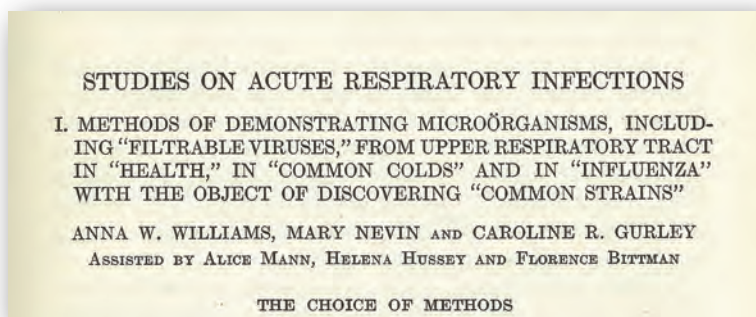 STUDIES ON ACUTE RESPIRATORY INFECTIONS
I. METHODS OF DEMONSTRATING MICROÖRGANISMS, INCLUD-
ING "FILTRABLE VIRUSES," FROM UPPER RESPIRATORY TRACT
IN "HEALTH," IN "COMMON COLDS" AND IN "INFLUENZA"
WITH THE OBJECT OF DISCOVERING "COMMON STRAINS"
ANNA W. WILLIAMS, MARY NEVIN AND CAROLINE R. GURLEY
ASSISTED BY ALICE MANN, HELENA HUSSEY AND FLORENCE BITTMAN
THE CHOICE OF METHODS